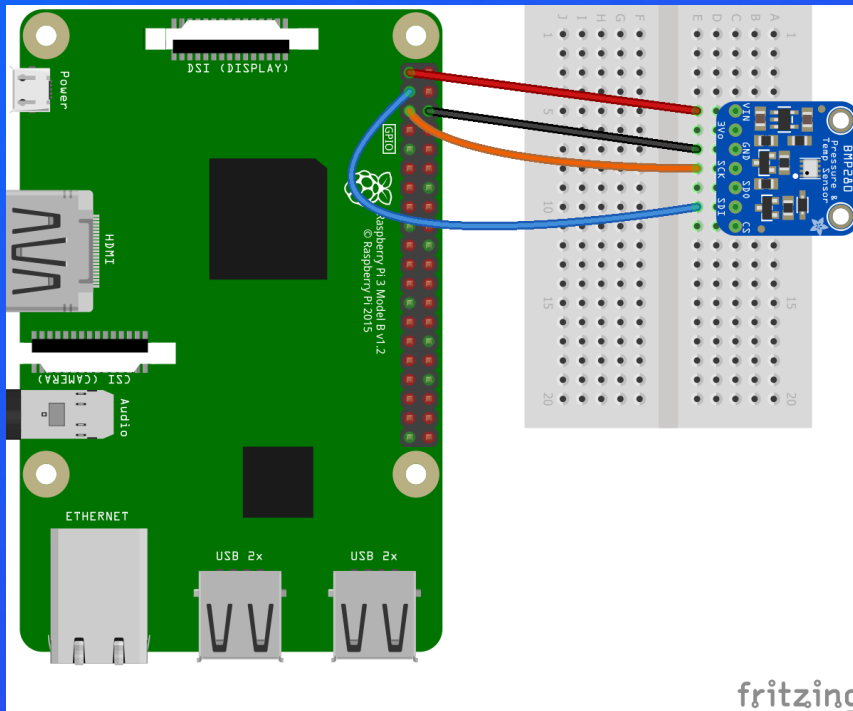 DSI (DISPLAY)
Power
GPIO
HDMI
Raspberry Pi 3 Model B v1.2
© Raspberry Pi 2015
CSI (CAMERA)
Audio
ETHERNET
USB 2x
USB 2x
J I H G F E D C B A
1 1
5
10
15 15
20 20
VIN
3Vo
GND
SCK
SDO
SDI
CS
BMP280
Pressure &
Temp Sensor
fritzing